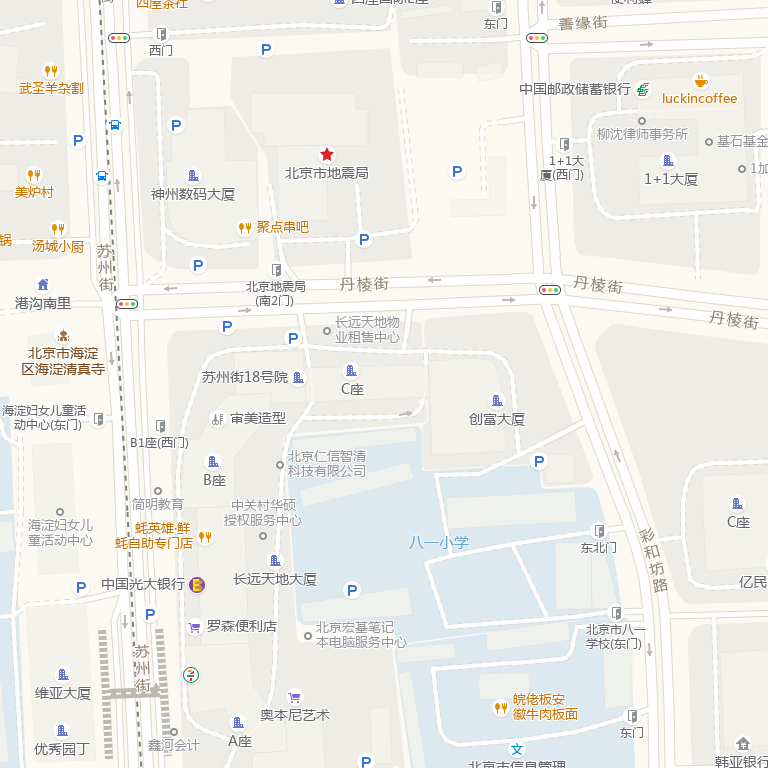 四屋茶社
西门
东门
善缘街
武圣羊杂割
中国邮政储蓄银行
luckincoffee
柳沈律师事务所
基石基金
1+1大
厦(西门)
1+1大厦
1加
北京市地震局
神州数码大厦
美炉村
聚点串吧
锅
汤城小厨
苏州街
北京地震局
(南2门)
丹棱街
丹棱街
丹棱街
港沟南里
长远天地物
业租售中心
北京市海淀
区海淀清真寺
苏州街18号院
C座
创富大厦
海淀妇女儿童活
动中心(东门)
审美造型
B1座(西门)
北京仁信智清
科技有限公司
B座
简明教育
中关村华硕
授权服务中心
C座
海淀妇女儿
童活动中心
蚝英雄·鲜
蚝自助专门店
八一小学
东北门
彩和坊路
长远天地大厦
中国光大银行
亿民
罗森便利店
北京宏基笔记
本电脑服务中心
北京市八一
学校(东门)
苏州街
维亚大厦
皖佬板安
徽牛肉板面
奥本尼艺术
东门
优秀园丁
鑫河会计
A座
北京市信息管理
韩亚银行